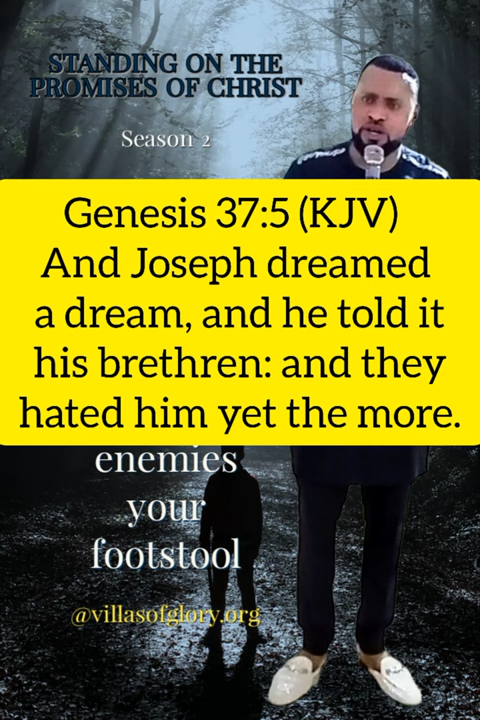 STANDING ON THE
PROMISES OF CHRIST
Season 2
Genesis 37:5 (KJV)
And Joseph dreamed
a dream, and he told it
his brethren: and they
hated him yet the more.
enemies
your
footstool
@villasofglory.org